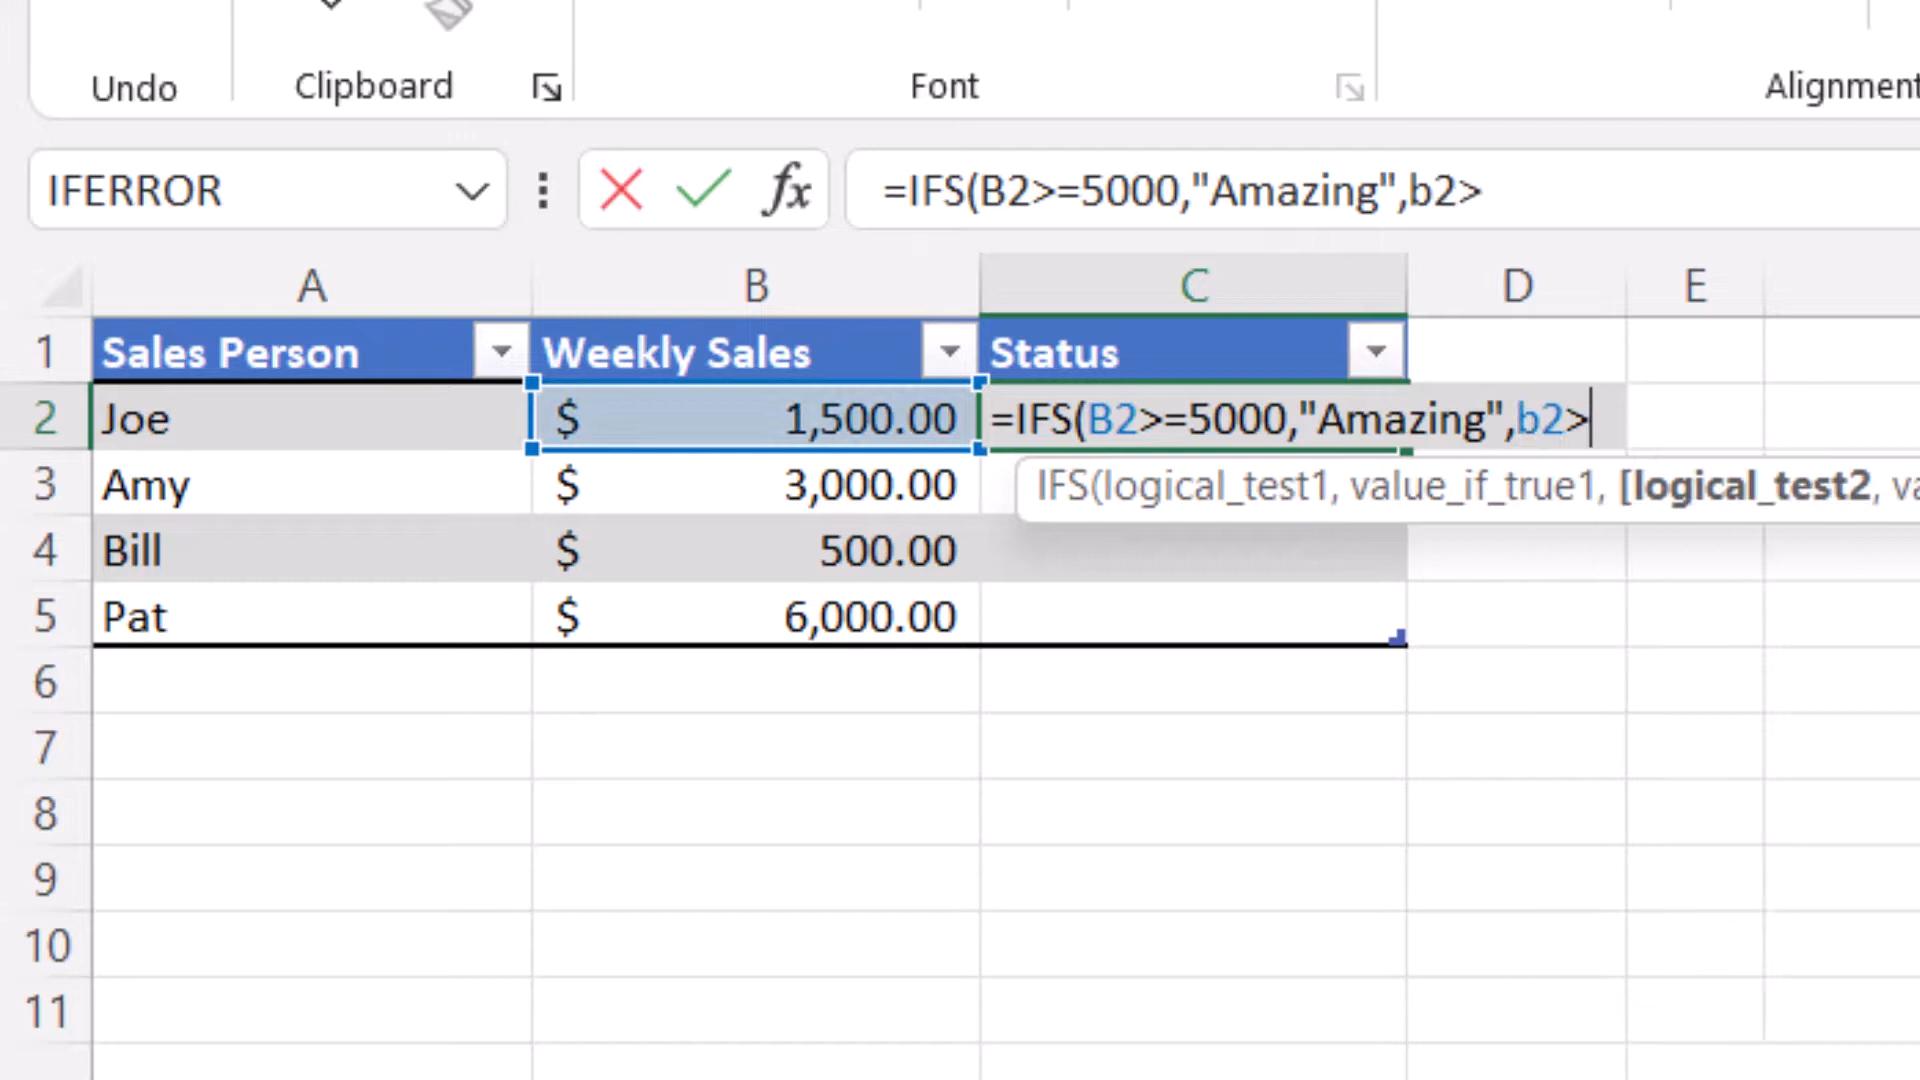 Undo Clipboard Font Alignment
IFERROR fx =IFS(B2>=5000,"Amazing",b2>
A B C D E
1 Sales Person Weekly Sales Status
2 Joe $ 1,500.00 =IFS(B2>=5000,"Amazing",b2>
3 Amy $ 3,000.00 IFS(logical_test1, value_if_true1, [logical_test2, va
4 Bill $ 500.00
5 Pat $ 6,000.00
6
7
8
9
10
11